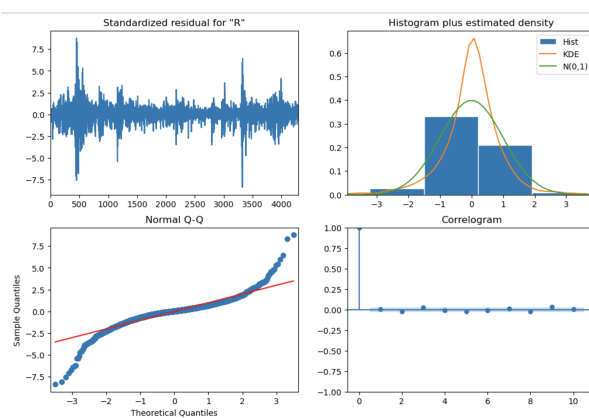 Standardized residual for "R"
7.5
5.0
2.5
0.0
−2.5
−5.0
−7.5
0 500 1000 1500 2000 2500 3000 3500 4000
Histogram plus estimated density
Hist
KDE
N(0,1)
0.6
0.5
0.4
0.3
0.2
0.1
0.0
−3 −2 −1 0 1 2 3
Normal Q-Q
Sample Quantiles
7.5
5.0
2.5
0.0
−2.5
−5.0
−7.5
−3 −2 −1 0 1 2 3
Theoretical Quantiles
Correlogram
1.00
0.75
0.50
0.25
0.00
−0.25
−0.50
−0.75
−1.00
0 2 4 6 8 10